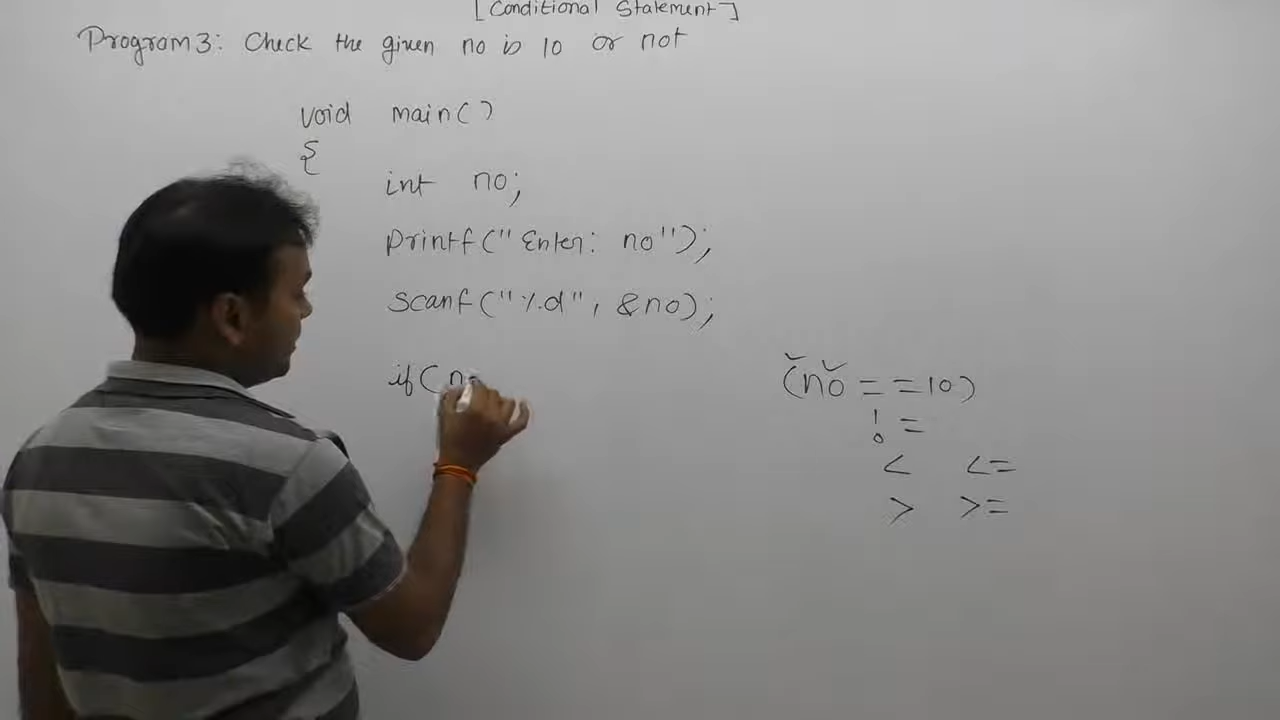 [Conditional Statement]
Program 3: Check the given no is 10 or not
void main()
{
int no;
printf("Enter: no");
scanf("%d", &no);
if(no
(no = =10)
! =
< <=
> >=